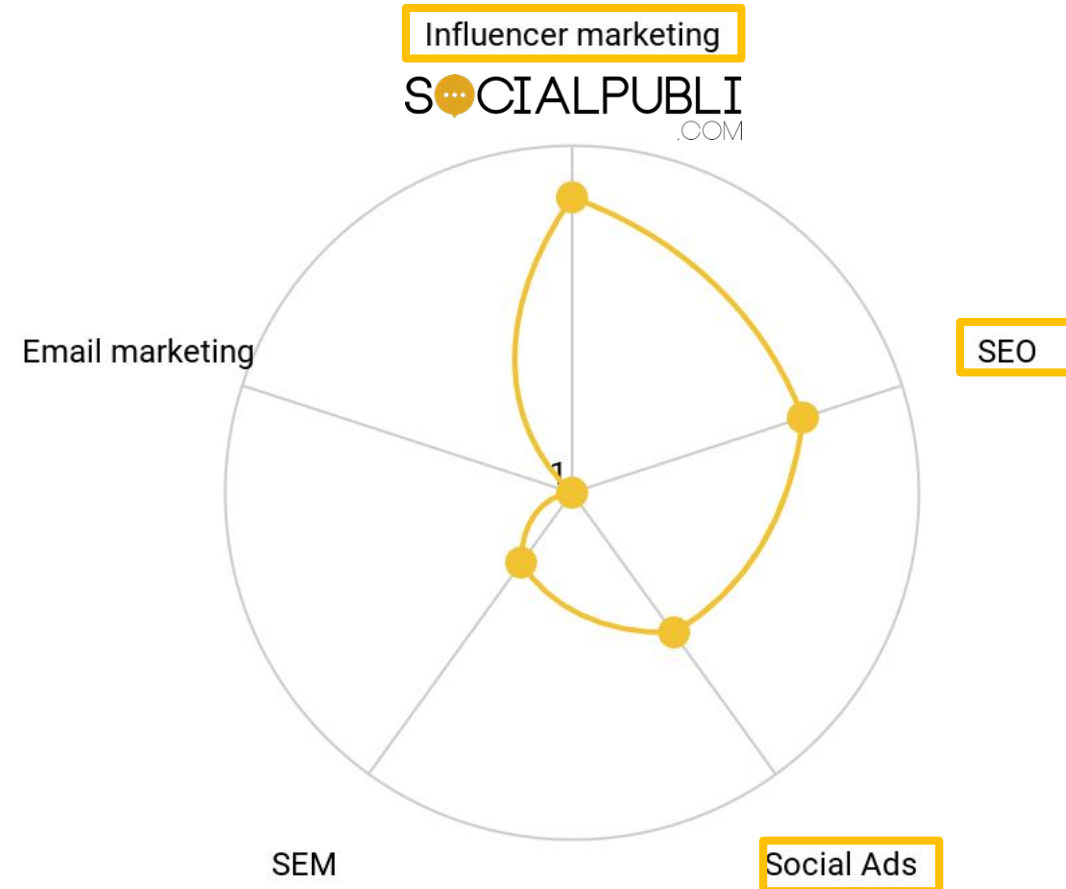 Influencer marketing
SOCIALPUBLI
.COM
Email marketing
SEO
1
SEM
Social Ads